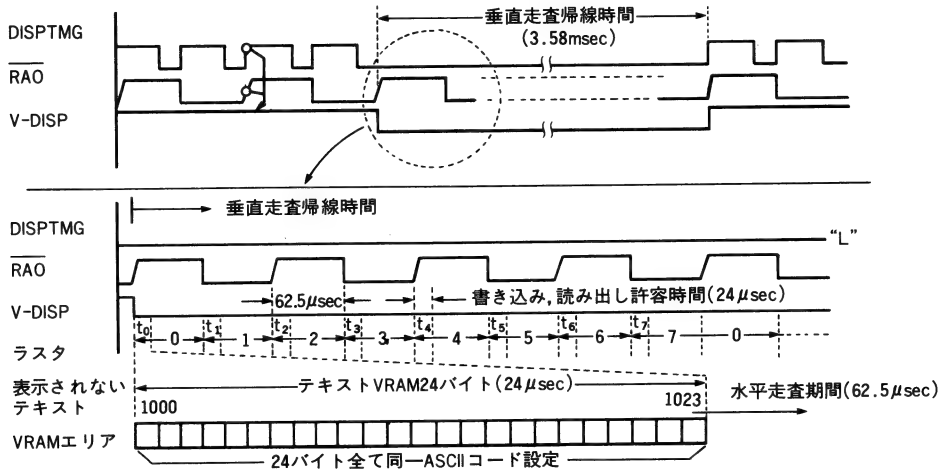 垂直走査帰線時間
(3.58msec)
DISPTMG
RAO
V-DISP
垂直走査帰線時間
DISPTMG
"L"
RAO
62.5μsec
書き込み,読み出し許容時間(24μsec)
V-DISP
t0 t1 t2 t3 t4 t5 t6 t7
ラスタ 0 1 2 3 4 5 6 7 0
表示されない
テキスト
テキストVRAM24バイト(24μsec)
水平走査期間(62.5μsec)
1000 1023
VRAMエリア
24バイト全て同一ASCIIコード設定